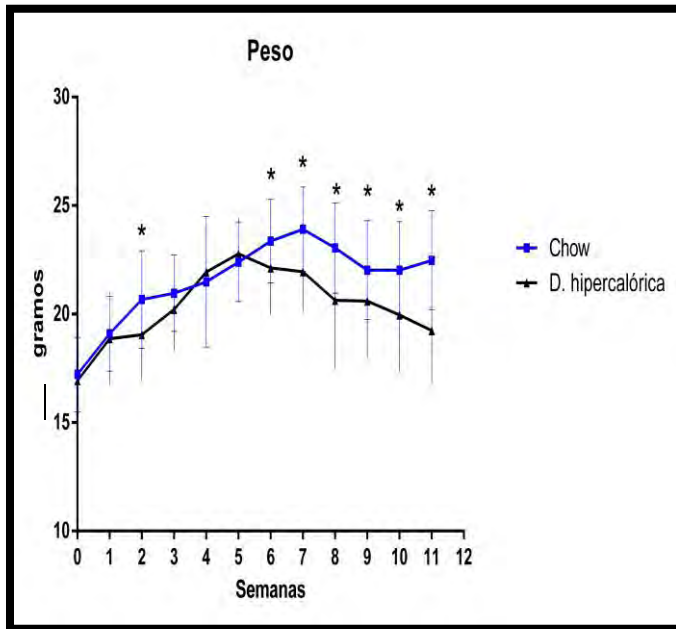 Peso
30
25
20
15
10
gramos
* * * * * * *
0 1 2 3 4 5 6 7 8 9 10 11 12
Semanas
Chow
D. hipercalórica